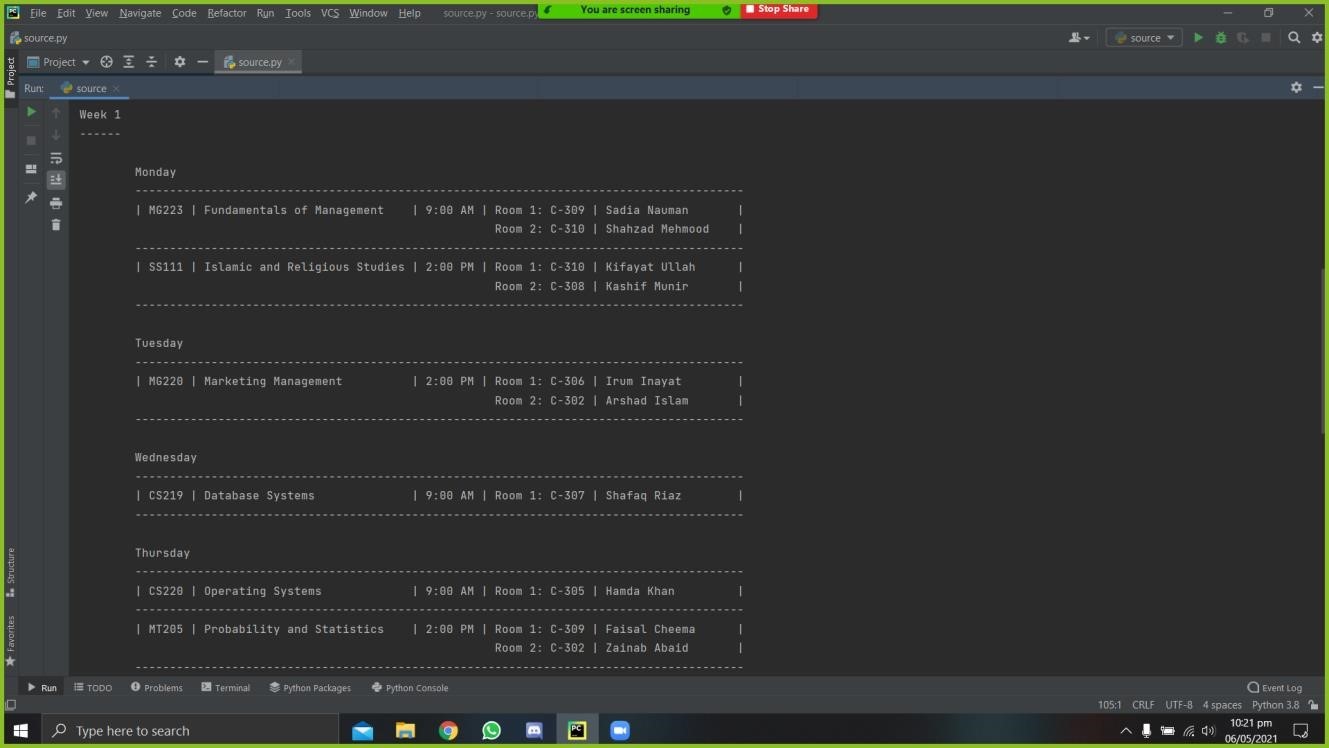 File Edit View Navigate Code Refactor Run Tools VCS Window Help source.py - source.py You are screen sharing Stop Share
source.py source
Project source.py
Project
Run: source
Week 1
------
Monday
----------------------------------------------------------------------------------------
| MG223 | Fundamentals of Management | 9:00 AM | Room 1: C-309 | Sadia Nauman |
Room 2: C-310 | Shahzad Mehmood |
----------------------------------------------------------------------------------------
| SS111 | Islamic and Religious Studies | 2:00 PM | Room 1: C-310 | Kifayat Ullah |
Room 2: C-308 | Kashif Munir |
----------------------------------------------------------------------------------------
Tuesday
----------------------------------------------------------------------------------------
| MG220 | Marketing Management | 2:00 PM | Room 1: C-306 | Irum Inayat |
Room 2: C-302 | Arshad Islam |
----------------------------------------------------------------------------------------
Wednesday
----------------------------------------------------------------------------------------
| CS219 | Database Systems | 9:00 AM | Room 1: C-307 | Shafaq Riaz |
----------------------------------------------------------------------------------------
Thursday
----------------------------------------------------------------------------------------
| CS220 | Operating Systems | 9:00 AM | Room 1: C-305 | Hamda Khan |
----------------------------------------------------------------------------------------
| MT205 | Probability and Statistics | 2:00 PM | Room 1: C-309 | Faisal Cheema |
Room 2: C-302 | Zainab Abaid |
----------------------------------------------------------------------------------------
Structure
Favorites
Run TODO Problems Terminal Python Packages Python Console Event Log
105:1 CRLF UTF-8 4 spaces Python 3.8
Type here to search
10:21 pm
06/05/2021